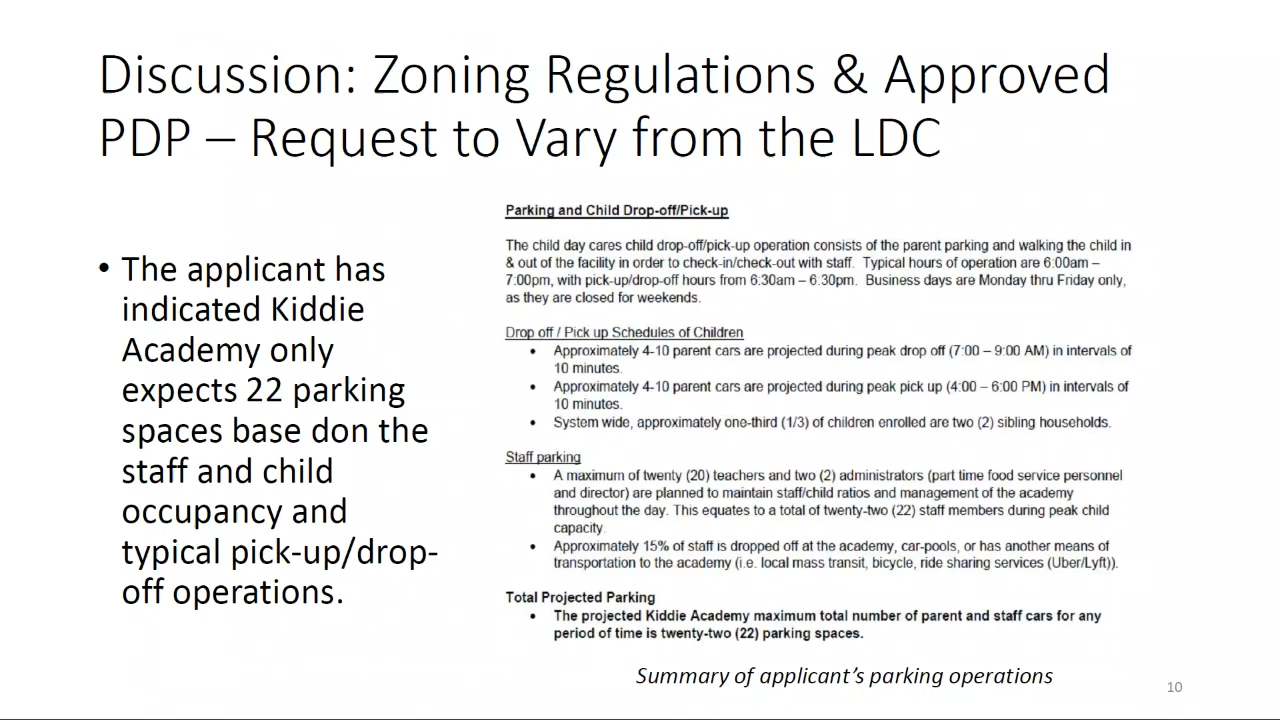 Discussion: Zoning Regulations & Approved
PDP – Request to Vary from the LDC
• The applicant has
indicated Kiddie
Academy only
expects 22 parking
spaces base don the
staff and child
occupancy and
typical pick-up/drop-
off operations.
Parking and Child Drop-off/Pick-up
The child day cares child drop-off/pick-up operation consists of the parent parking and walking the child in
& out of the facility in order to check-in/check-out with staff. Typical hours of operation are 6:00am –
7:00pm, with pick-up/drop-off hours from 6:30am – 6:30pm. Business days are Monday thru Friday only,
as they are closed for weekends.
Drop off / Pick up Schedules of Children
• Approximately 4-10 parent cars are projected during peak drop off (7:00 – 9:00 AM) in intervals of
10 minutes.
• Approximately 4-10 parent cars are projected during peak pick up (4:00 – 6:00 PM) in intervals of
10 minutes.
• System wide, approximately one-third (1/3) of children enrolled are two (2) sibling households.
Staff parking
• A maximum of twenty (20) teachers and two (2) administrators (part time food service personnel
and director) are planned to maintain staff/child ratios and management of the academy
throughout the day. This equates to a total of twenty-two (22) staff members during peak child
capacity.
• Approximately 15% of staff is dropped off at the academy, car-pools, or has another means of
transportation to the academy (i.e. local mass transit, bicycle, ride sharing services (Uber/Lyft)).
Total Projected Parking
• The projected Kiddie Academy maximum total number of parent and staff cars for any
period of time is twenty-two (22) parking spaces.
Summary of applicant’s parking operations
10